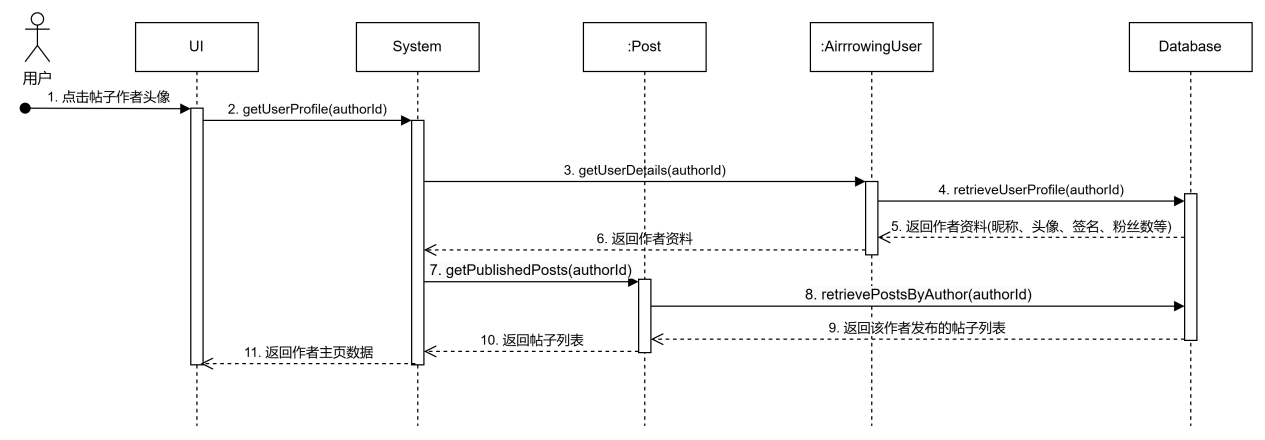 UI
System
:Post
:AirrrowingUser
Database
用户
1. 点击帖子作者头像
2. getUserProfile(authorId)
3. getUserDetails(authorId)
4. retrieveUserProfile(authorId)
5. 返回作者资料(昵称、头像、签名、粉丝数等)
6. 返回作者资料
7. getPublishedPosts(authorId)
8. retrievePostsByAuthor(authorId)
9. 返回该作者发布的帖子列表
10. 返回帖子列表
11. 返回作者主页数据